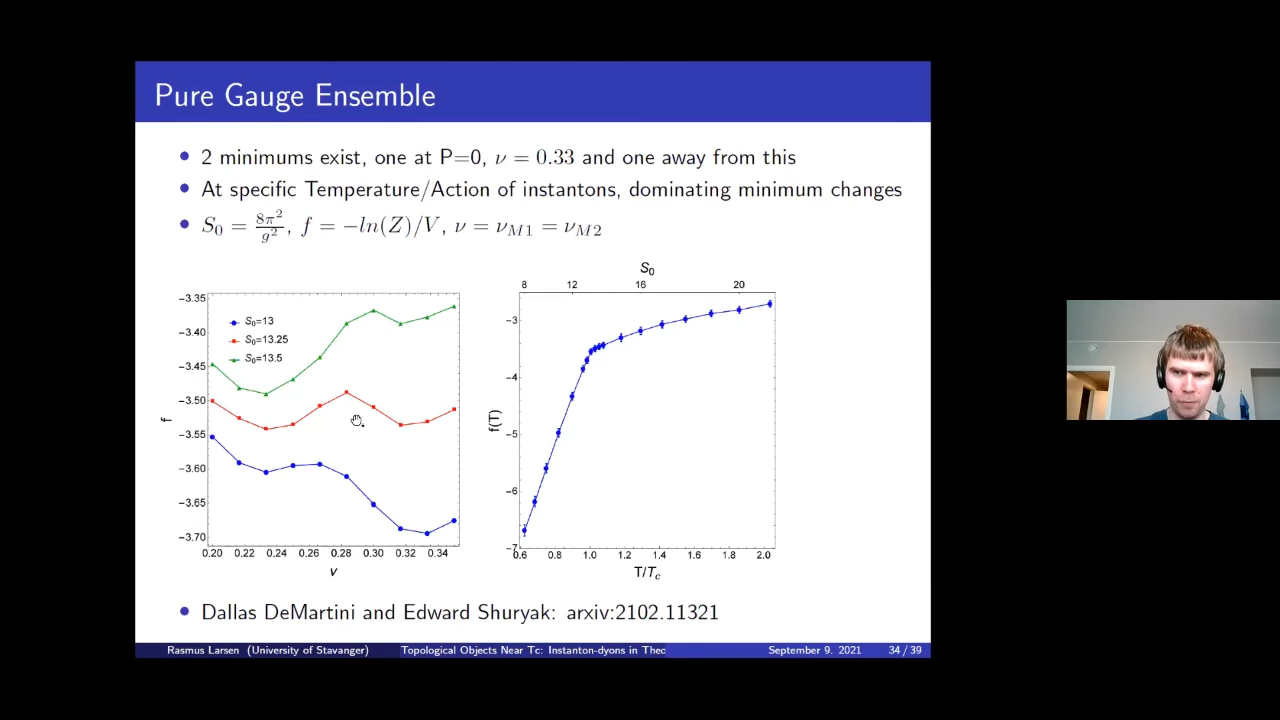 Pure Gauge Ensemble
• 2 minimums exist, one at P=0, ν = 0.33 and one away from this
• At specific Temperature/Action of instantons, dominating minimum changes
• S₀ = 8π²/g², f = −ln(Z)/V, ν = ν_M1 = ν_M2
S₀
8 12 16 20
−3.35
−3.40
−3.45
−3.50
−3.55
−3.60
−3.65
−3.70
f
S₀=13
S₀=13.25
S₀=13.5
0.20 0.22 0.24 0.26 0.28 0.30 0.32 0.34
ν
−3
−4
−5
−6
−7
f(T)
0.6 0.8 1.0 1.2 1.4 1.6 1.8 2.0
T/Tc
• Dallas DeMartini and Edward Shuryak: arxiv:2102.11321
Rasmus Larsen (University of Stavanger) Topological Objects Near Tc: Instanton-dyons in Theo September 9. 2021 34 / 39